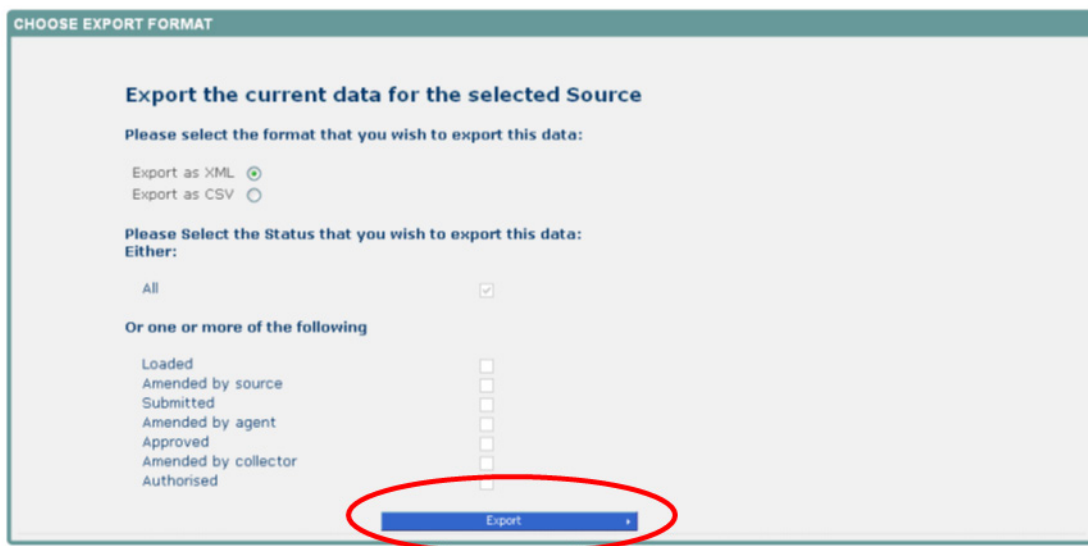 CHOOSE EXPORT FORMAT
Export the current data for the selected Source
Please select the format that you wish to export this data:
Export as XML
Export as CSV
Please Select the Status that you wish to export this data:
Either:
All
Or one or more of the following
Loaded
Amended by source
Submitted
Amended by agent
Approved
Amended by collector
Authorised
Export